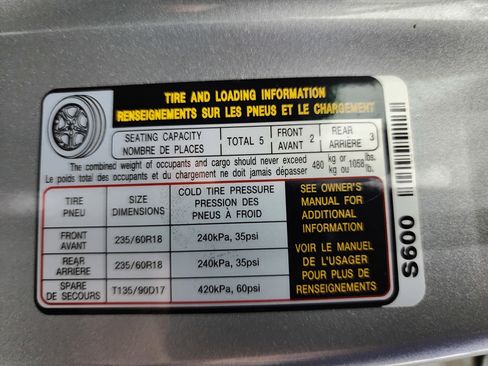 TIRE AND LOADING INFORMATION
RENSEIGNEMENTS SUR LES PNEUS ET LE CHARGEMENT
SEATING CAPACITY
NOMBRE DE PLACES
TOTAL 5
FRONT
AVANT 2
REAR
ARRIÈRE 3
The combined weight of occupants and cargo should never exceed 480 kg or 1058 lbs.
Le poids total des occupants et du chargement ne doit jamais dépasser kg ou lb.
TIRE
PNEU
SIZE
DIMENSIONS
COLD TIRE PRESSURE
PRESSION DES
PNEUS À FROID
SEE OWNER'S
MANUAL FOR
ADDITIONAL
INFORMATION
VOIR LE MANUEL
DE L'USAGER
POUR PLUS DE
RENSEIGNEMENTS
FRONT
AVANT
235/60R18
240kPa, 35psi
REAR
ARRIÈRE
235/60R18
240kPa, 35psi
SPARE
DE SECOURS
T135/90D17
420kPa, 60psi
S600